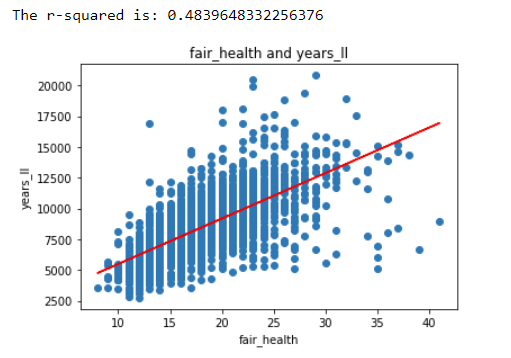 The r-squared is: 0.4839648332256376
fair_health and years_ll
20000
17500
15000
12500
10000
7500
5000
2500
years_ll
10 15 20 25 30 35 40
fair_health